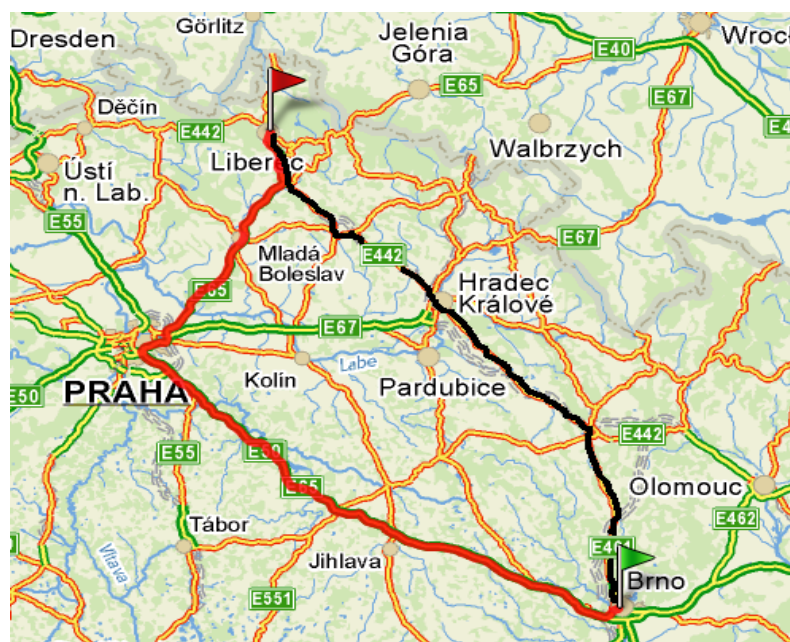 Görlitz
Dresden
Jelenia
Góra
E40
Wroc
E65
E67
E4
Děčín
E442
Liberec
Walbrzych
Ústí
n. Lab.
E55
E67
Mladá
Boleslav
E442
E65
Hradec
Králové
E67
Labe
Kolín
Pardubice
PRAHA
E50
E442
E55
E50
E65
Olomouc
E462
Vltava
Tábor
Jihlava
E461
Brno
E551